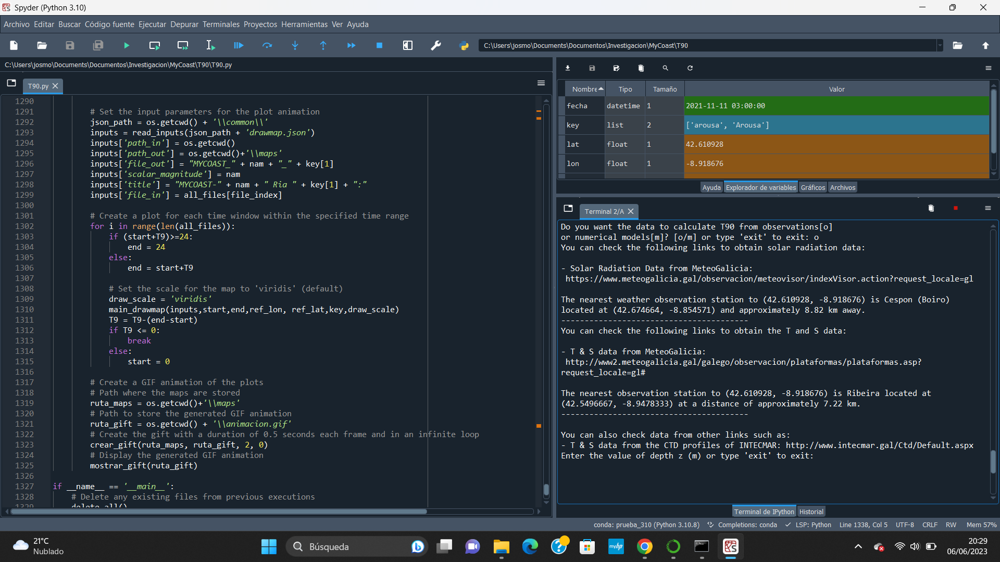 Spyder (Python 3.10)
Archivo Editar Buscar Código fuente Ejecutar Depurar Terminales Proyectos Herramientas Ver Ayuda
C:\Users\josmo\Documents\Documentos\Investigacion\MyCoast\T90
C:\Users\josmo\Documents\Documentos\Investigacion\MyCoast\T90\T90.py
T90.py
1290
1291 # Set the input parameters for the plot animation
1292 json_path = os.getcwd() + '\\common\\'
1293 inputs = read_inputs(json_path + 'drawmap.json')
1294 inputs['path_in'] = os.getcwd()
1295 inputs['path_out'] = os.getcwd()+'\\maps'
1296 inputs['file_out'] = "MYCOAST_" + nam + "_" + key[1]
1297 inputs['scalar_magnitude'] = nam
1298 inputs['title'] = "MYCOAST-" + nam + " Ria " + key[1] + ":"
1299 inputs['file_in'] = all_files[file_index]
1300
1301 # Create a plot for each time window within the specified time range
1302 for i in range(len(all_files)):
1303 if (start+T9)>=24:
1304 end = 24
1305 else:
1306 end = start+T9
1307
1308 # Set the scale for the map to 'viridis' (default)
1309 draw_scale = 'viridis'
1310 main_drawmap(inputs,start,end,ref_lon, ref_lat,key,draw_scale)
1311 T9 = T9-(end-start)
1312 if T9 <= 0:
1313 break
1314 else:
1315 start = 0
1316
1317 # Create a GIF animation of the plots
1318 # Path where the maps are stored
1319 ruta_maps = os.getcwd()+'\\maps'
1320 # Path to store the generated GIF animation
1321 ruta_gift = os.getcwd() + '\\animacion.gif'
1322 # Create the gift with a duration of 0.5 seconds each frame and in an infinite loop
1323 crear_gift(ruta_maps, ruta_gift, 2, 0)
1324 # Display the generated GIF animation
1325 mostrar_gift(ruta_gift)
1326
1327 if __name__ == '__main__':
1328 # Delete any existing files from previous executions
1329 delete_all()
Nombre Tipo Tamaño Valor
fecha datetime 1 2021-11-11 03:00:00
key list 2 ['arousa', 'Arousa']
lat float 1 42.610928
lon float 1 -8.918676
Ayuda Explorador de variables Gráficos Archivos
Terminal 2/A
Do you want the data to calculate T90 from observations[o]
or numerical models[m]? [o/m] or type 'exit' to exit: o
You can check the following links to obtain solar radiation data:
- Solar Radiation Data from MeteoGalicia:
https://www.meteogalicia.gal/observacion/meteovisor/indexVisor.action?request_locale=gl
The nearest weather observation station to (42.610928, -8.918676) is Cespon (Boiro)
located at (42.674664, -8.854571) and approximately 8.82 km away.
----------------------------------------
You can check the following links to obtain the T and S data:
- T & S data from MeteoGalicia:
http://www2.meteogalicia.gal/galego/observacion/plataformas/plataformas.asp?
request_locale=gl#
The nearest observation station to (42.610928, -8.918676) is Ribeira located at
(42.5496667, -8.9478333) at a distance of approximately 7.22 km.
----------------------------------------
You can also check data from other links such as:
- T & S data from the CTD profiles of INTECMAR: http://www.intecmar.gal/Ctd/Default.aspx
Enter the value of depth z (m) or type 'exit' to exit:
Terminal de IPython Historial
conda: prueba_310 (Python 3.10.8) Completions: conda LSP: Python Line 1338, Col 5 UTF-8 CRLF RW Mem 57%
21°C
Nublado
Búsqueda
myhp
20:29
06/06/2023